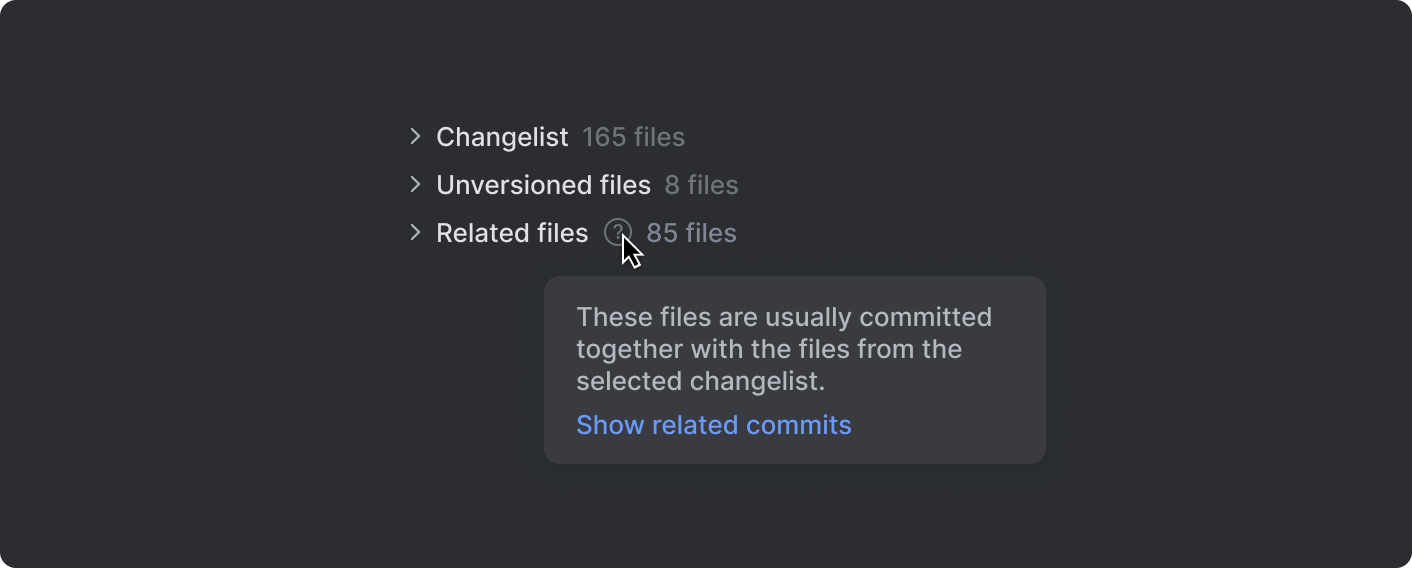 Changelist 165 files
Unversioned files 8 files
Related files ? 85 files
These files are usually committed
together with the files from the
selected changelist.
Show related commits